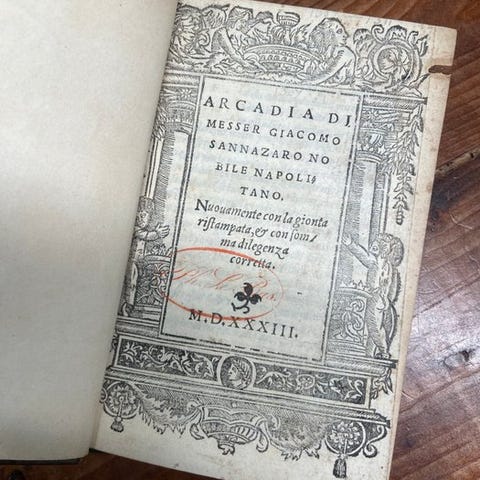 ARCADIA DI
MESSER GIACOMO
SANNAZARO NO
BILE NAPOLI⸗
TANO.
Nuouamente con la gionta
ristampata, & con som⸗
ma dilegenza
corretta.
M.D.XXXIII.